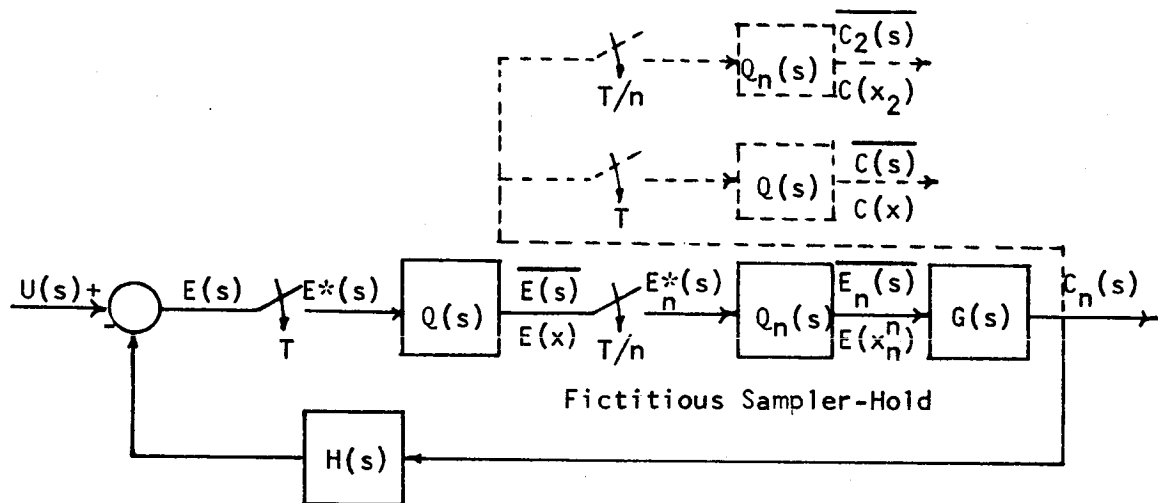 C₂(s)
Qₙ(s)
T/n
C(x₂)
C(s)
Q(s)
T
C(x)
U(s) +
-
E(s)
E*(s)
T
Q(s)
E(s)
E(x)
E*ₙ(s)
T/n
Qₙ(s)
Eₙ(s)
E(xₙⁿ)
G(s)
Cₙ(s)
Fictitious Sampler-Hold
H(s)